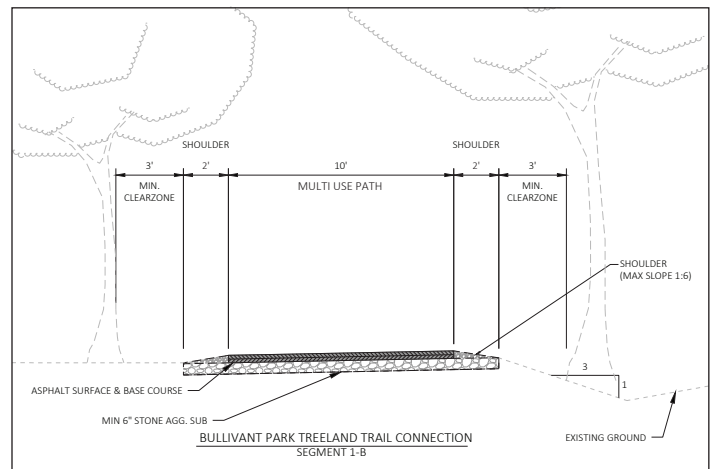 SHOULDER SHOULDER
3' 2' 10' 2' 3'
MIN. MULTI USE PATH MIN.
CLEARZONE CLEARZONE
SHOULDER
(MAX SLOPE 1:6)
3
1
ASPHALT SURFACE & BASE COURSE
MIN 6" STONE AGG. SUB
BULLIVANT PARK TREELAND TRAIL CONNECTION
SEGMENT 1-B
EXISTING GROUND